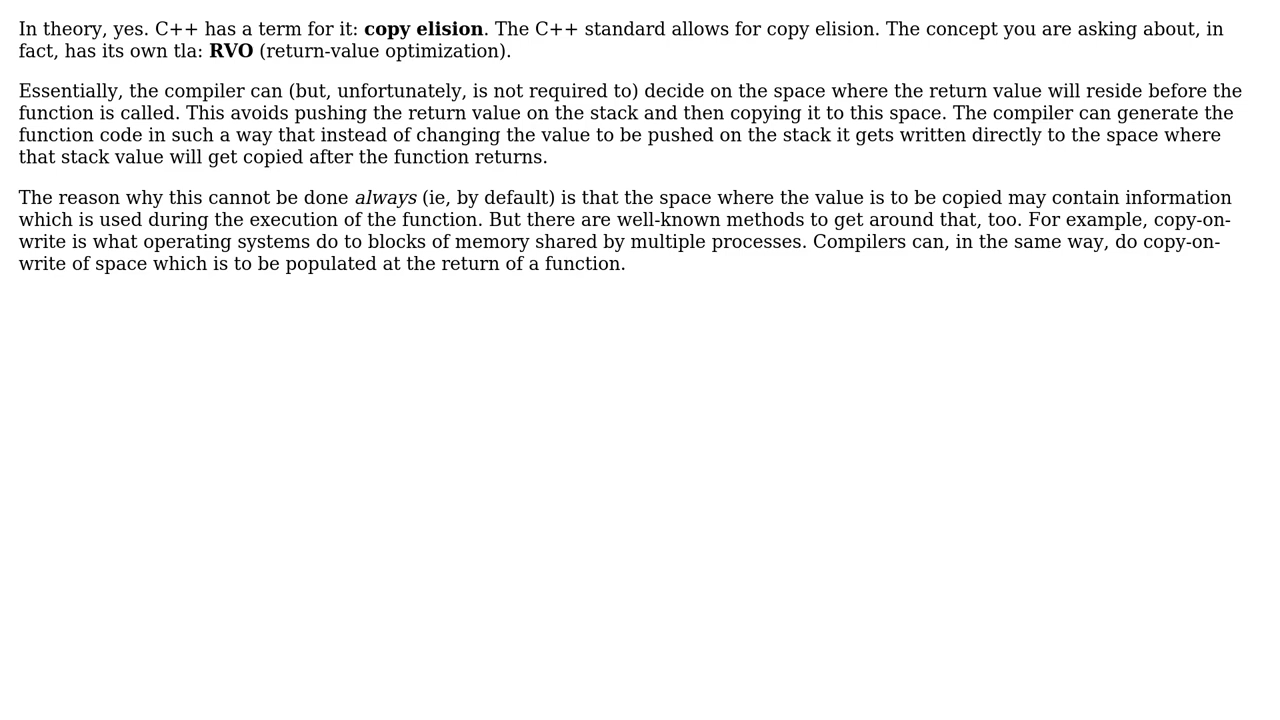 In theory, yes. C++ has a term for it: copy elision. The C++ standard allows for copy elision. The concept you are asking about, in
fact, has its own tla: RVO (return-value optimization).
Essentially, the compiler can (but, unfortunately, is not required to) decide on the space where the return value will reside before the
function is called. This avoids pushing the return value on the stack and then copying it to this space. The compiler can generate the
function code in such a way that instead of changing the value to be pushed on the stack it gets written directly to the space where
that stack value will get copied after the function returns.
The reason why this cannot be done always (ie, by default) is that the space where the value is to be copied may contain information
which is used during the execution of the function. But there are well-known methods to get around that, too. For example, copy-on-
write is what operating systems do to blocks of memory shared by multiple processes. Compilers can, in the same way, do copy-on-
write of space which is to be populated at the return of a function.